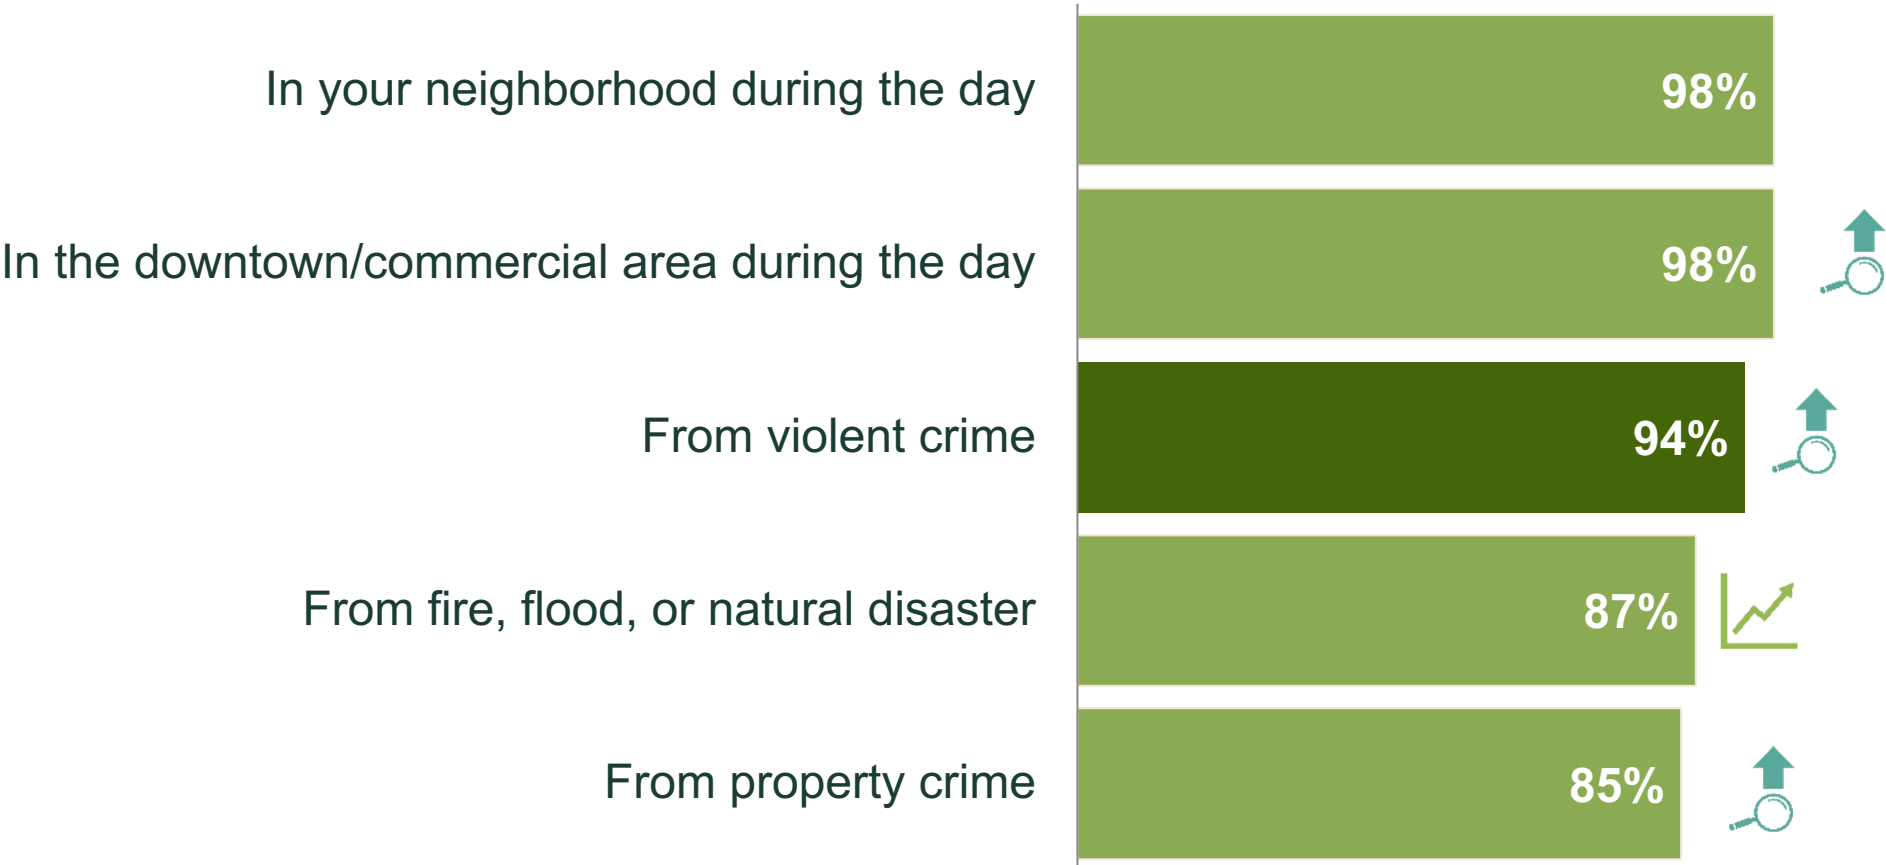 In your neighborhood during the day 98%
In the downtown/commercial area during the day 98%
From violent crime 94%
From fire, flood, or natural disaster 87%
From property crime 85%